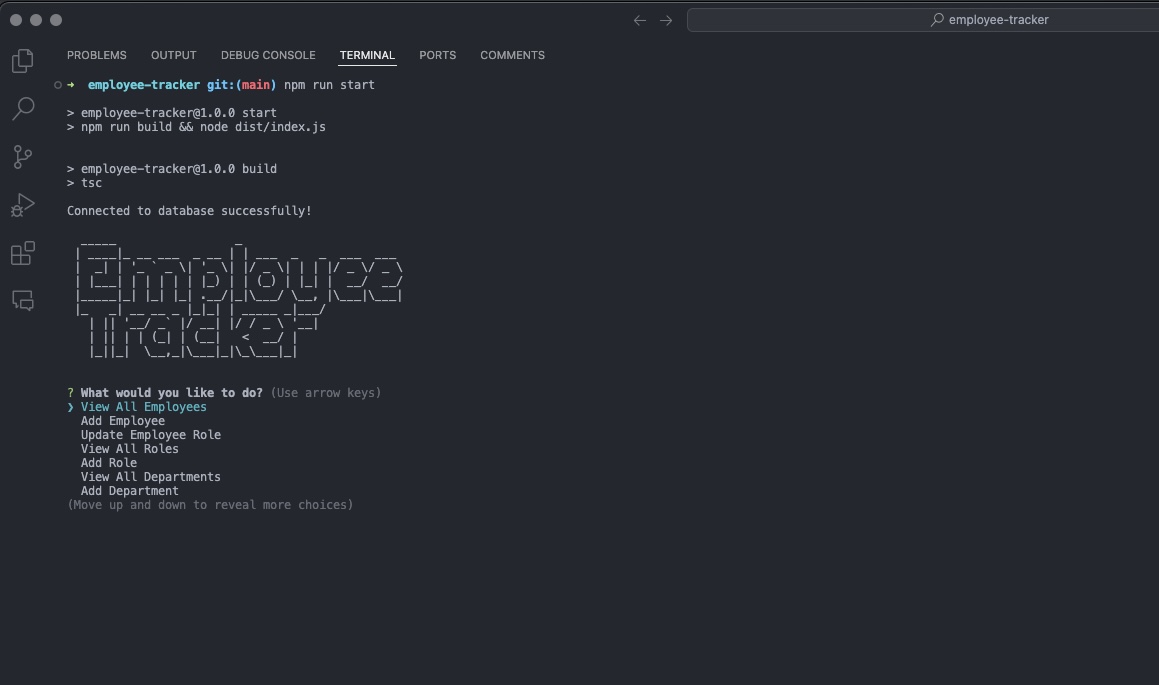 employee-tracker
PROBLEMS OUTPUT DEBUG CONSOLE TERMINAL PORTS COMMENTS
➜ employee-tracker git:(main) npm run start
> employee-tracker@1.0.0 start
> npm run build && node dist/index.js
> employee-tracker@1.0.0 build
> tsc
Connected to database successfully!
Employee
Tracker
? What would you like to do? (Use arrow keys)
❯ View All Employees
Add Employee
Update Employee Role
View All Roles
Add Role
View All Departments
Add Department
(Move up and down to reveal more choices)